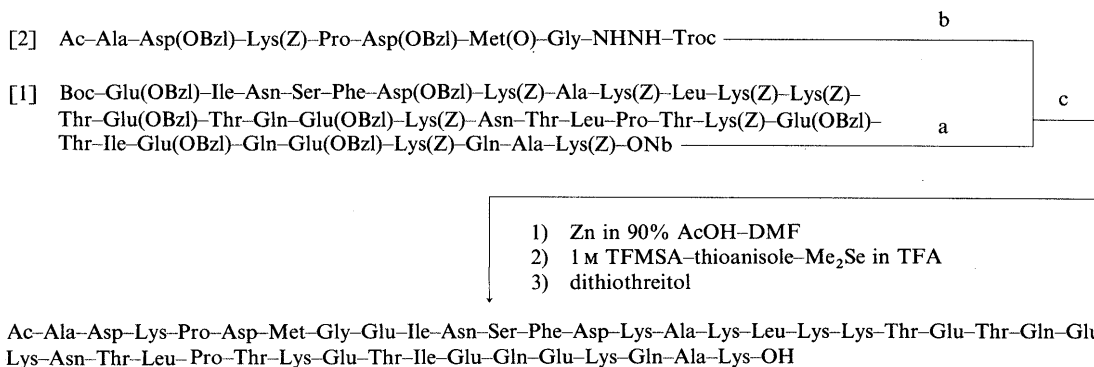 [2] Ac–Ala–Asp(OBzl)–Lys(Z)–Pro–Asp(OBzl)–Met(O)–Gly–NHNH–Troc
b
[1] Boc–Glu(OBzl)–Ile–Asn–Ser–Phe–Asp(OBzl)–Lys(Z)–Ala–Lys(Z)–Leu–Lys(Z)–Lys(Z)–
c
Thr–Glu(OBzl)–Thr–Gln–Glu(OBzl)–Lys(Z)–Asn–Thr–Leu–Pro–Thr–Lys(Z)–Glu(OBzl)–
a
Thr–Ile–Glu(OBzl)–Gln–Glu(OBzl)–Lys(Z)–Gln–Ala–Lys(Z)–ONb
1) Zn in 90% AcOH–DMF
2) 1 M TFMSA–thioanisole–Me₂Se in TFA
3) dithiothreitol
Ac–Ala–Asp–Lys–Pro–Asp–Met–Gly–Glu–Ile–Asn–Ser–Phe–Asp–Lys–Ala–Lys–Leu–Lys–Lys–Thr–Glu–Thr–Gln–Glu
Lys–Asn–Thr–Leu–Pro–Thr–Lys–Glu–Thr–Ile–Glu–Gln–Glu–Lys–Gln–Ala–Lys–OH